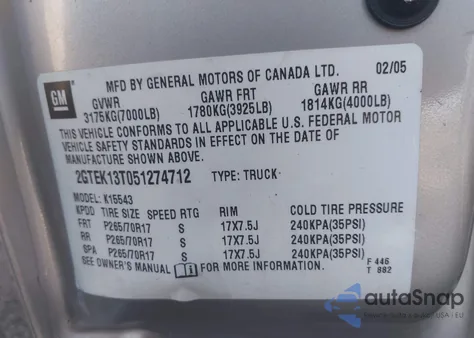 GM
MFD BY GENERAL MOTORS OF CANADA LTD. 02/05
GVWR GAWR FRT GAWR RR
3175KG(7000LB) 1780KG(3925LB) 1814KG(4000LB)
THIS VEHICLE CONFORMS TO ALL APPLICABLE U.S. FEDERAL MOTOR
VEHICLE SAFETY STANDARDS IN EFFECT ON THE DATE OF
MANUFACTURE SHOWN ABOVE.
2GTEK13T051274712 TYPE: TRUCK
MODEL: K15543
KPDD TIRE SIZE SPEED RTG RIM COLD TIRE PRESSURE
FRT P265/70R17 S 17X7.5J 240KPA(35PSI)
RR P265/70R17 S 17X7.5J 240KPA(35PSI)
SPA P265/70R17 S 17X7.5J 240KPA(35PSI)
SEE OWNER'S MANUAL FOR MORE INFORMATION
F 446
T 882
autoSnap